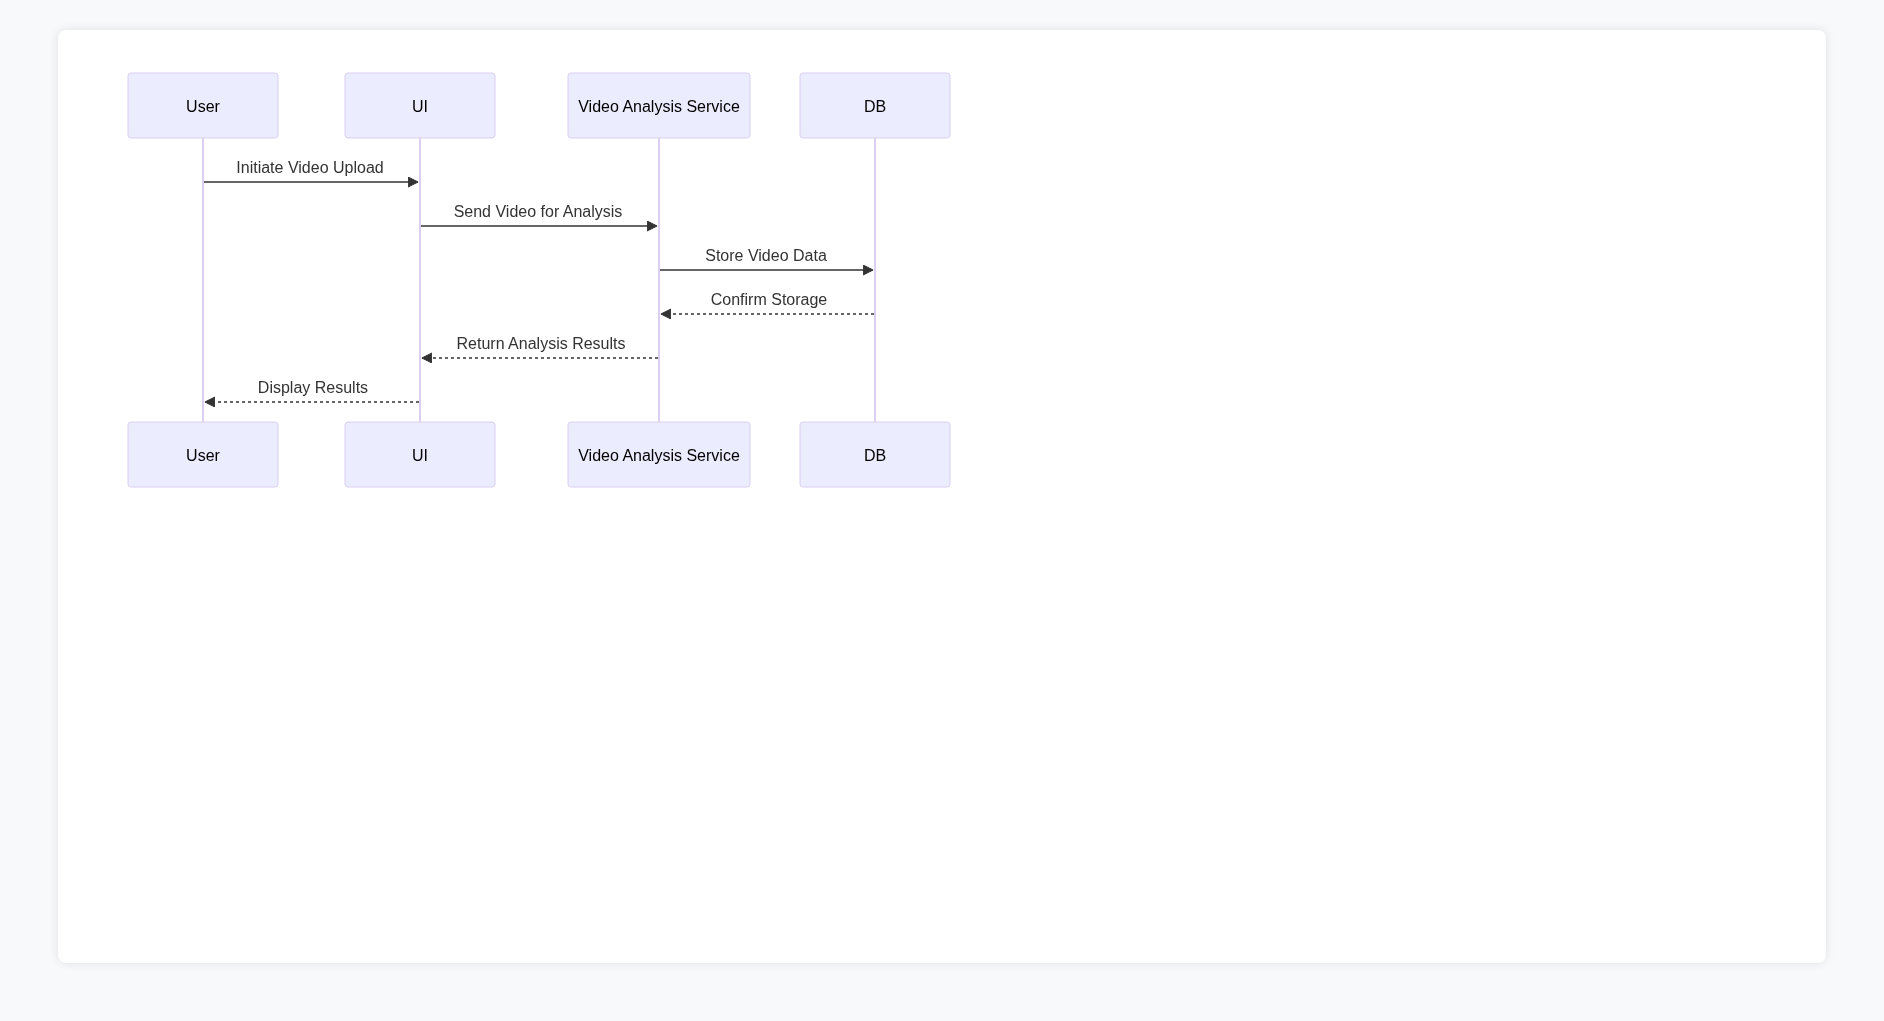 User
UI
Video Analysis Service
DB
Initiate Video Upload
Send Video for Analysis
Store Video Data
Confirm Storage
Return Analysis Results
Display Results
User
UI
Video Analysis Service
DB